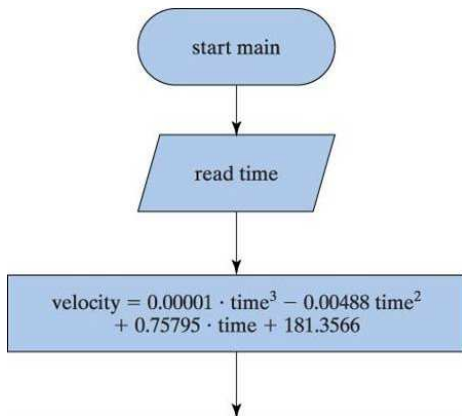 start main
read time
velocity = 0.00001 · time³ − 0.00488 time²
+ 0.75795 · time + 181.3566